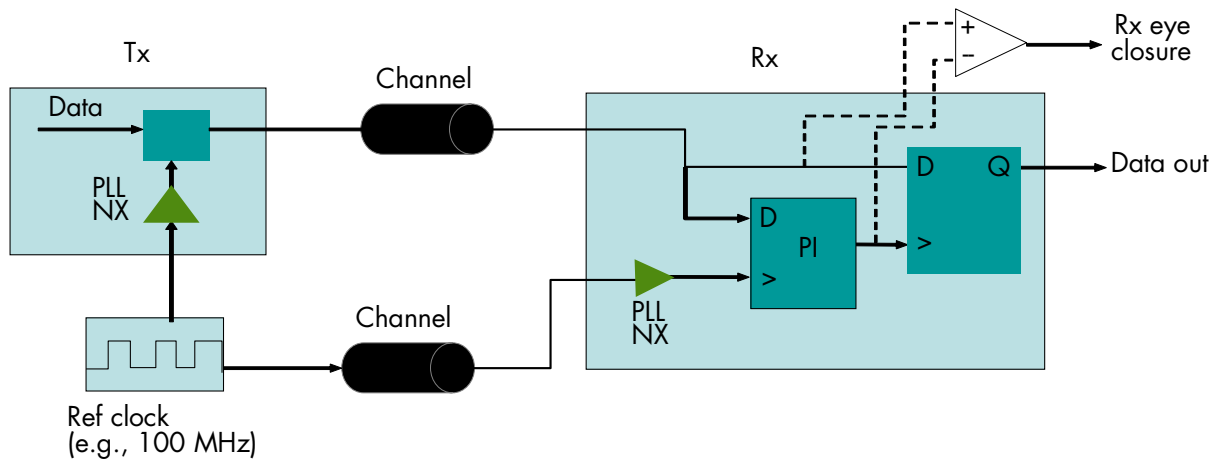 Tx
Data
PLL
NX
Channel
Rx
+
−
Rx eye
closure
D
Q
Data out
>
D
PI
>
PLL
NX
Channel
Ref clock
(e.g., 100 MHz)